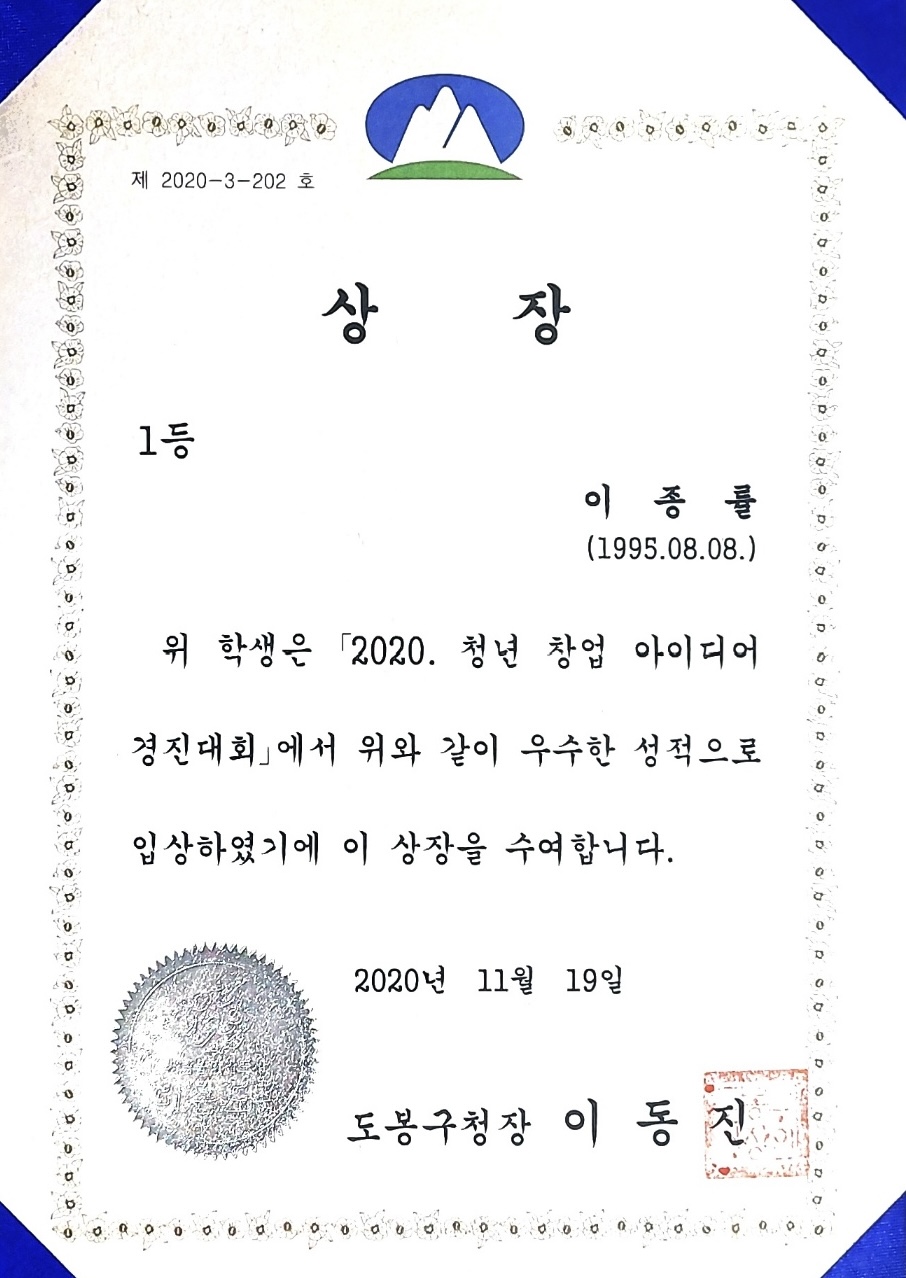 제 2020-3-202 호
상 장
1등
이 종 률
(1995.08.08.)
위 학생은 「2020. 청년 창업 아이디어
경진대회」에서 위와 같이 우수한 성적으로
입상하였기에 이 상장을 수여합니다.
2020년 11월 19일
도봉구청장 이 동 진